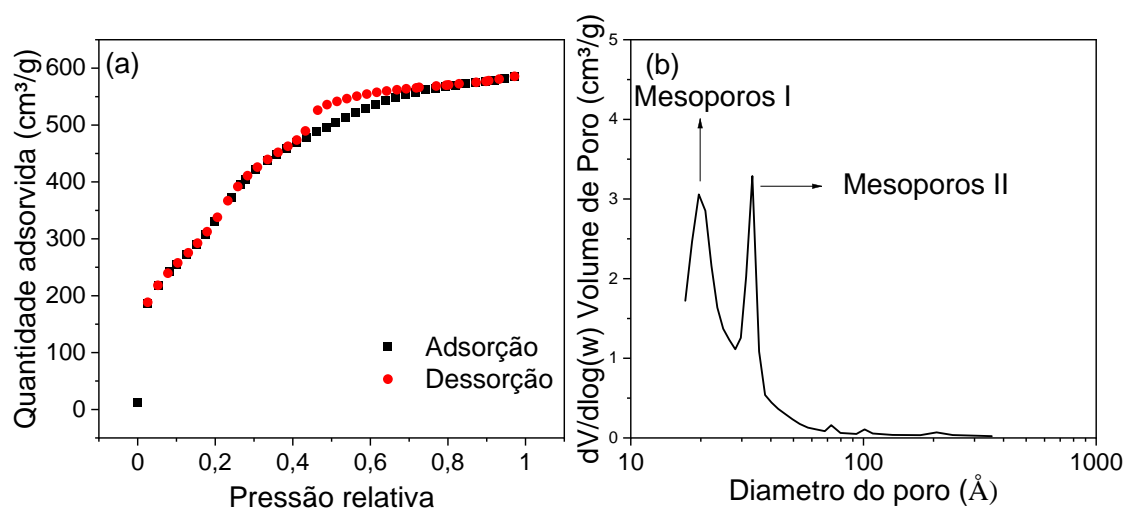 (a)
Quantidade adsorvida (cm³/g)
600
500
400
300
200
100
0
Adsorção
Dessorção
0
0,2
0,4
0,6
0,8
1
Pressão relativa
(b)
dV/dlog(w) Volume de Poro (cm³/g)
5
4
3
2
1
0
Mesoporos I
Mesoporos II
10
100
1000
Diametro do poro (Å)